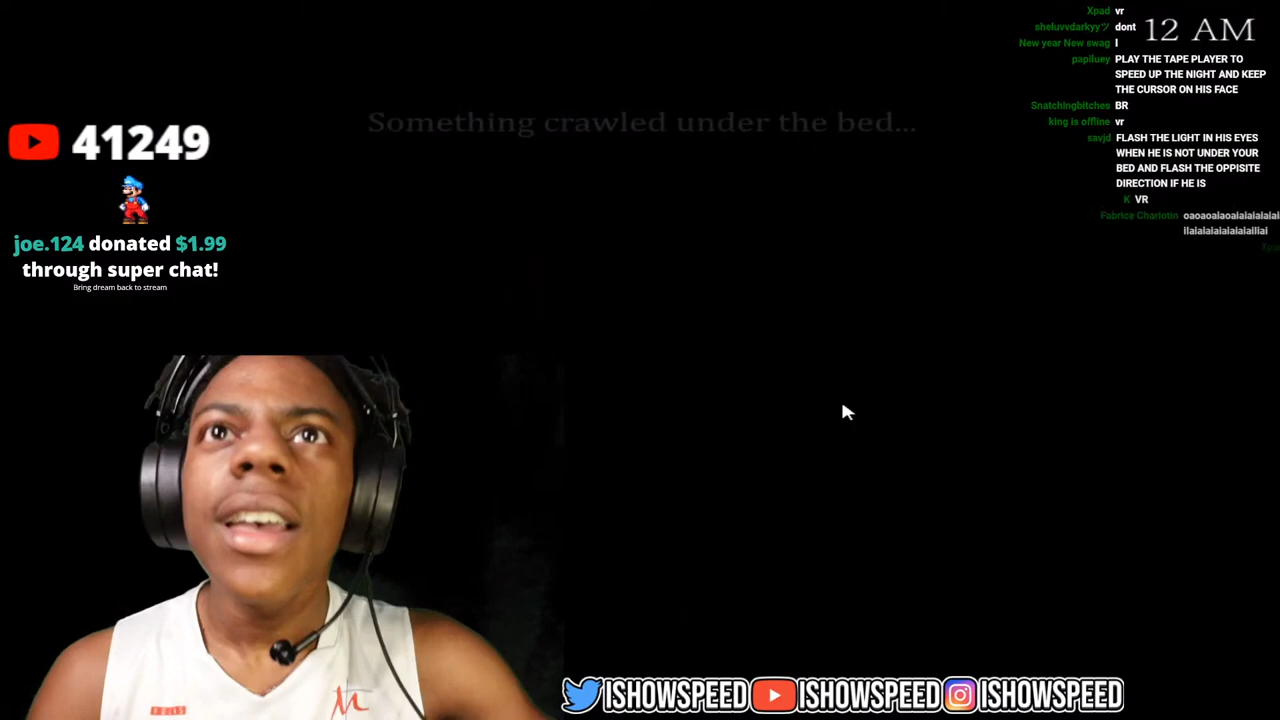 Xpad vr
sheluvvdarkyyツ dont
12 AM
New year New swag I
papiluey PLAY THE TAPE PLAYER TO
SPEED UP THE NIGHT AND KEEP
THE CURSOR ON HIS FACE
Snatchingbitches BR
king is offline vr
savjd FLASH THE LIGHT IN HIS EYES
WHEN HE IS NOT UNDER YOUR
BED AND FLASH THE OPPISITE
DIRECTION IF HE IS
K VR
Fabrice Charlotin
Something crawled under the bed...
41249
joe.124 donated $1.99
through super chat!
Bring dream back to stream
ISHOWSPEED ISHOWSPEED ISHOWSPEED